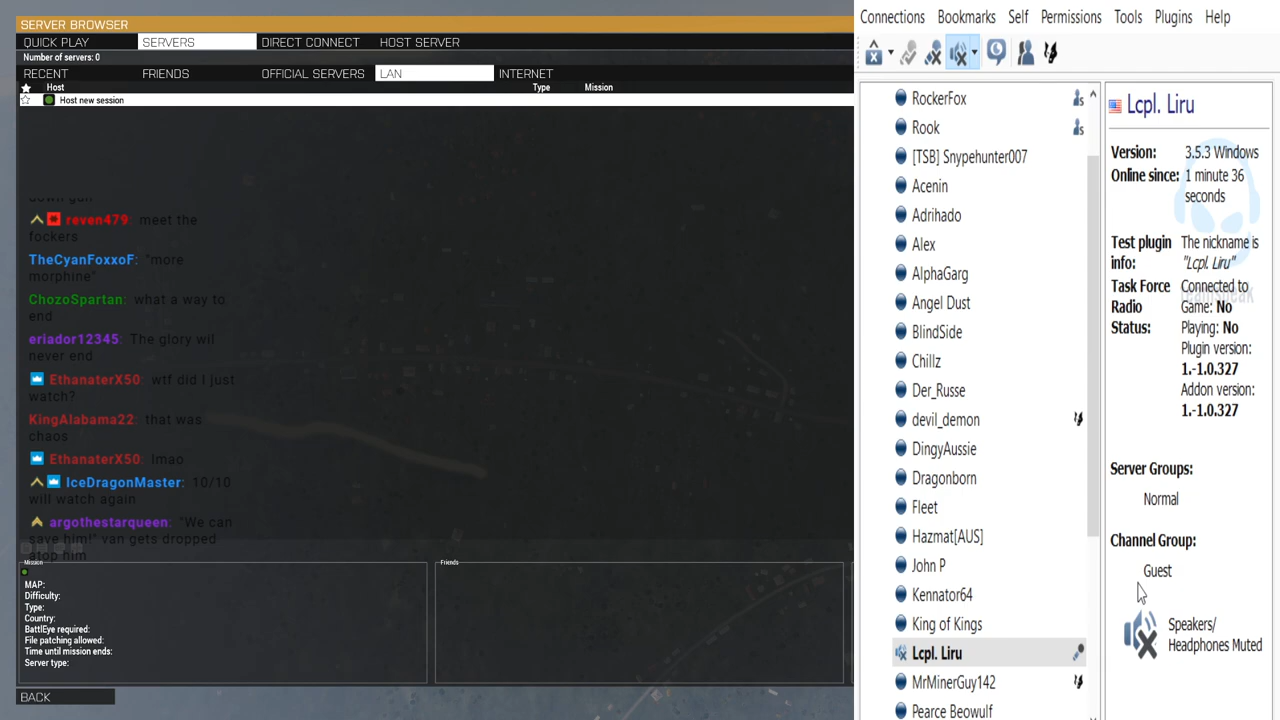 SERVER BROWSER
QUICK PLAY SERVERS DIRECT CONNECT HOST SERVER
Number of servers: 0
RECENT FRIENDS OFFICIAL SERVERS LAN INTERNET
Host Type Mission
Host new session
down gun
reven479: meet the
fockers
TheCyanFoxxoF: "more
morphine"
ChozoSpartan: what a way to
end
eriador12345: The glory wil
never end
EthanaterX50: wtf did I just
watch?
KingAlabama22: that was
chaos
EthanaterX50: lmao
IceDragonMaster: 10/10
will watch again
argothestarqueen: "We can
save him!" van gets dropped
atop him
Mission
MAP:
Difficulty:
Type:
Country:
BattlEye required:
File patching allowed:
Time until mission ends:
Server type:
Friends
BACK
Connections Bookmarks Self Permissions Tools Plugins Help
RockerFox
Rook
[TSB] Snypehunter007
Acenin
Adrihado
Alex
AlphaGarg
Angel Dust
BlindSide
Chillz
Der_Russe
devil_demon
DingyAussie
Dragonborn
Fleet
Hazmat[AUS]
John P
Kennator64
King of Kings
Lcpl. Liru
MrMinerGuy142
Pearce Beowulf
Lcpl. Liru
Version: 3.5.3 Windows
Online since: 1 minute 36
seconds
Test plugin The nickname is
info: "Lcpl. Liru"
Task Force Connected to
Radio Game: No
Status: Playing: No
Plugin version:
1.-1.0.327
Addon version:
1.-1.0.327
Server Groups:
Normal
Channel Group:
Guest
Speakers/
Headphones Muted